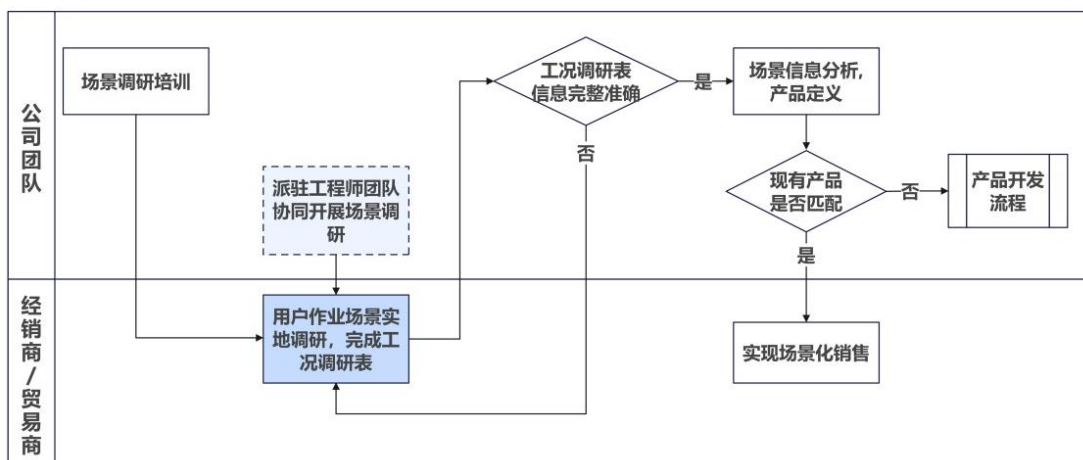 公司团队
场景调研培训
工况调研表
信息完整准确
是
场景信息分析,
产品定义
否
派驻工程师团队
协同开展场景调
研
现有产品
是否匹配
否
产品开发
流程
是
经销商/贸易商
用户作业场景实
地调研，完成工
况调研表
实现场景化销售